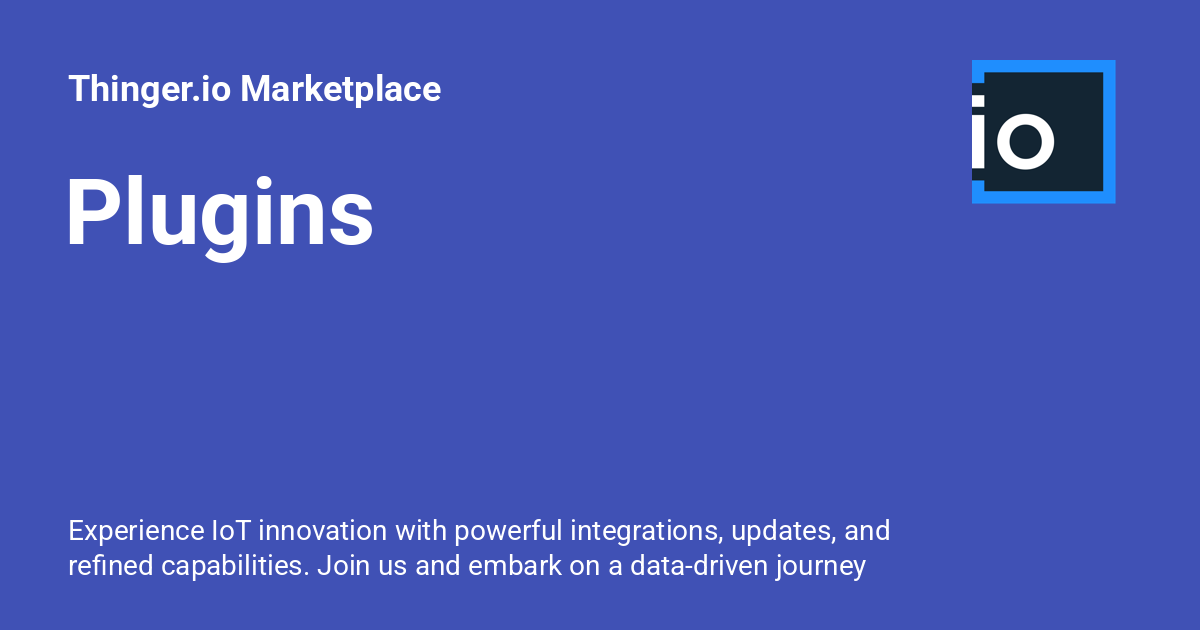 Thinger.io Marketplace
io
Plugins
Experience IoT innovation with powerful integrations, updates, and
refined capabilities. Join us and embark on a data-driven journey